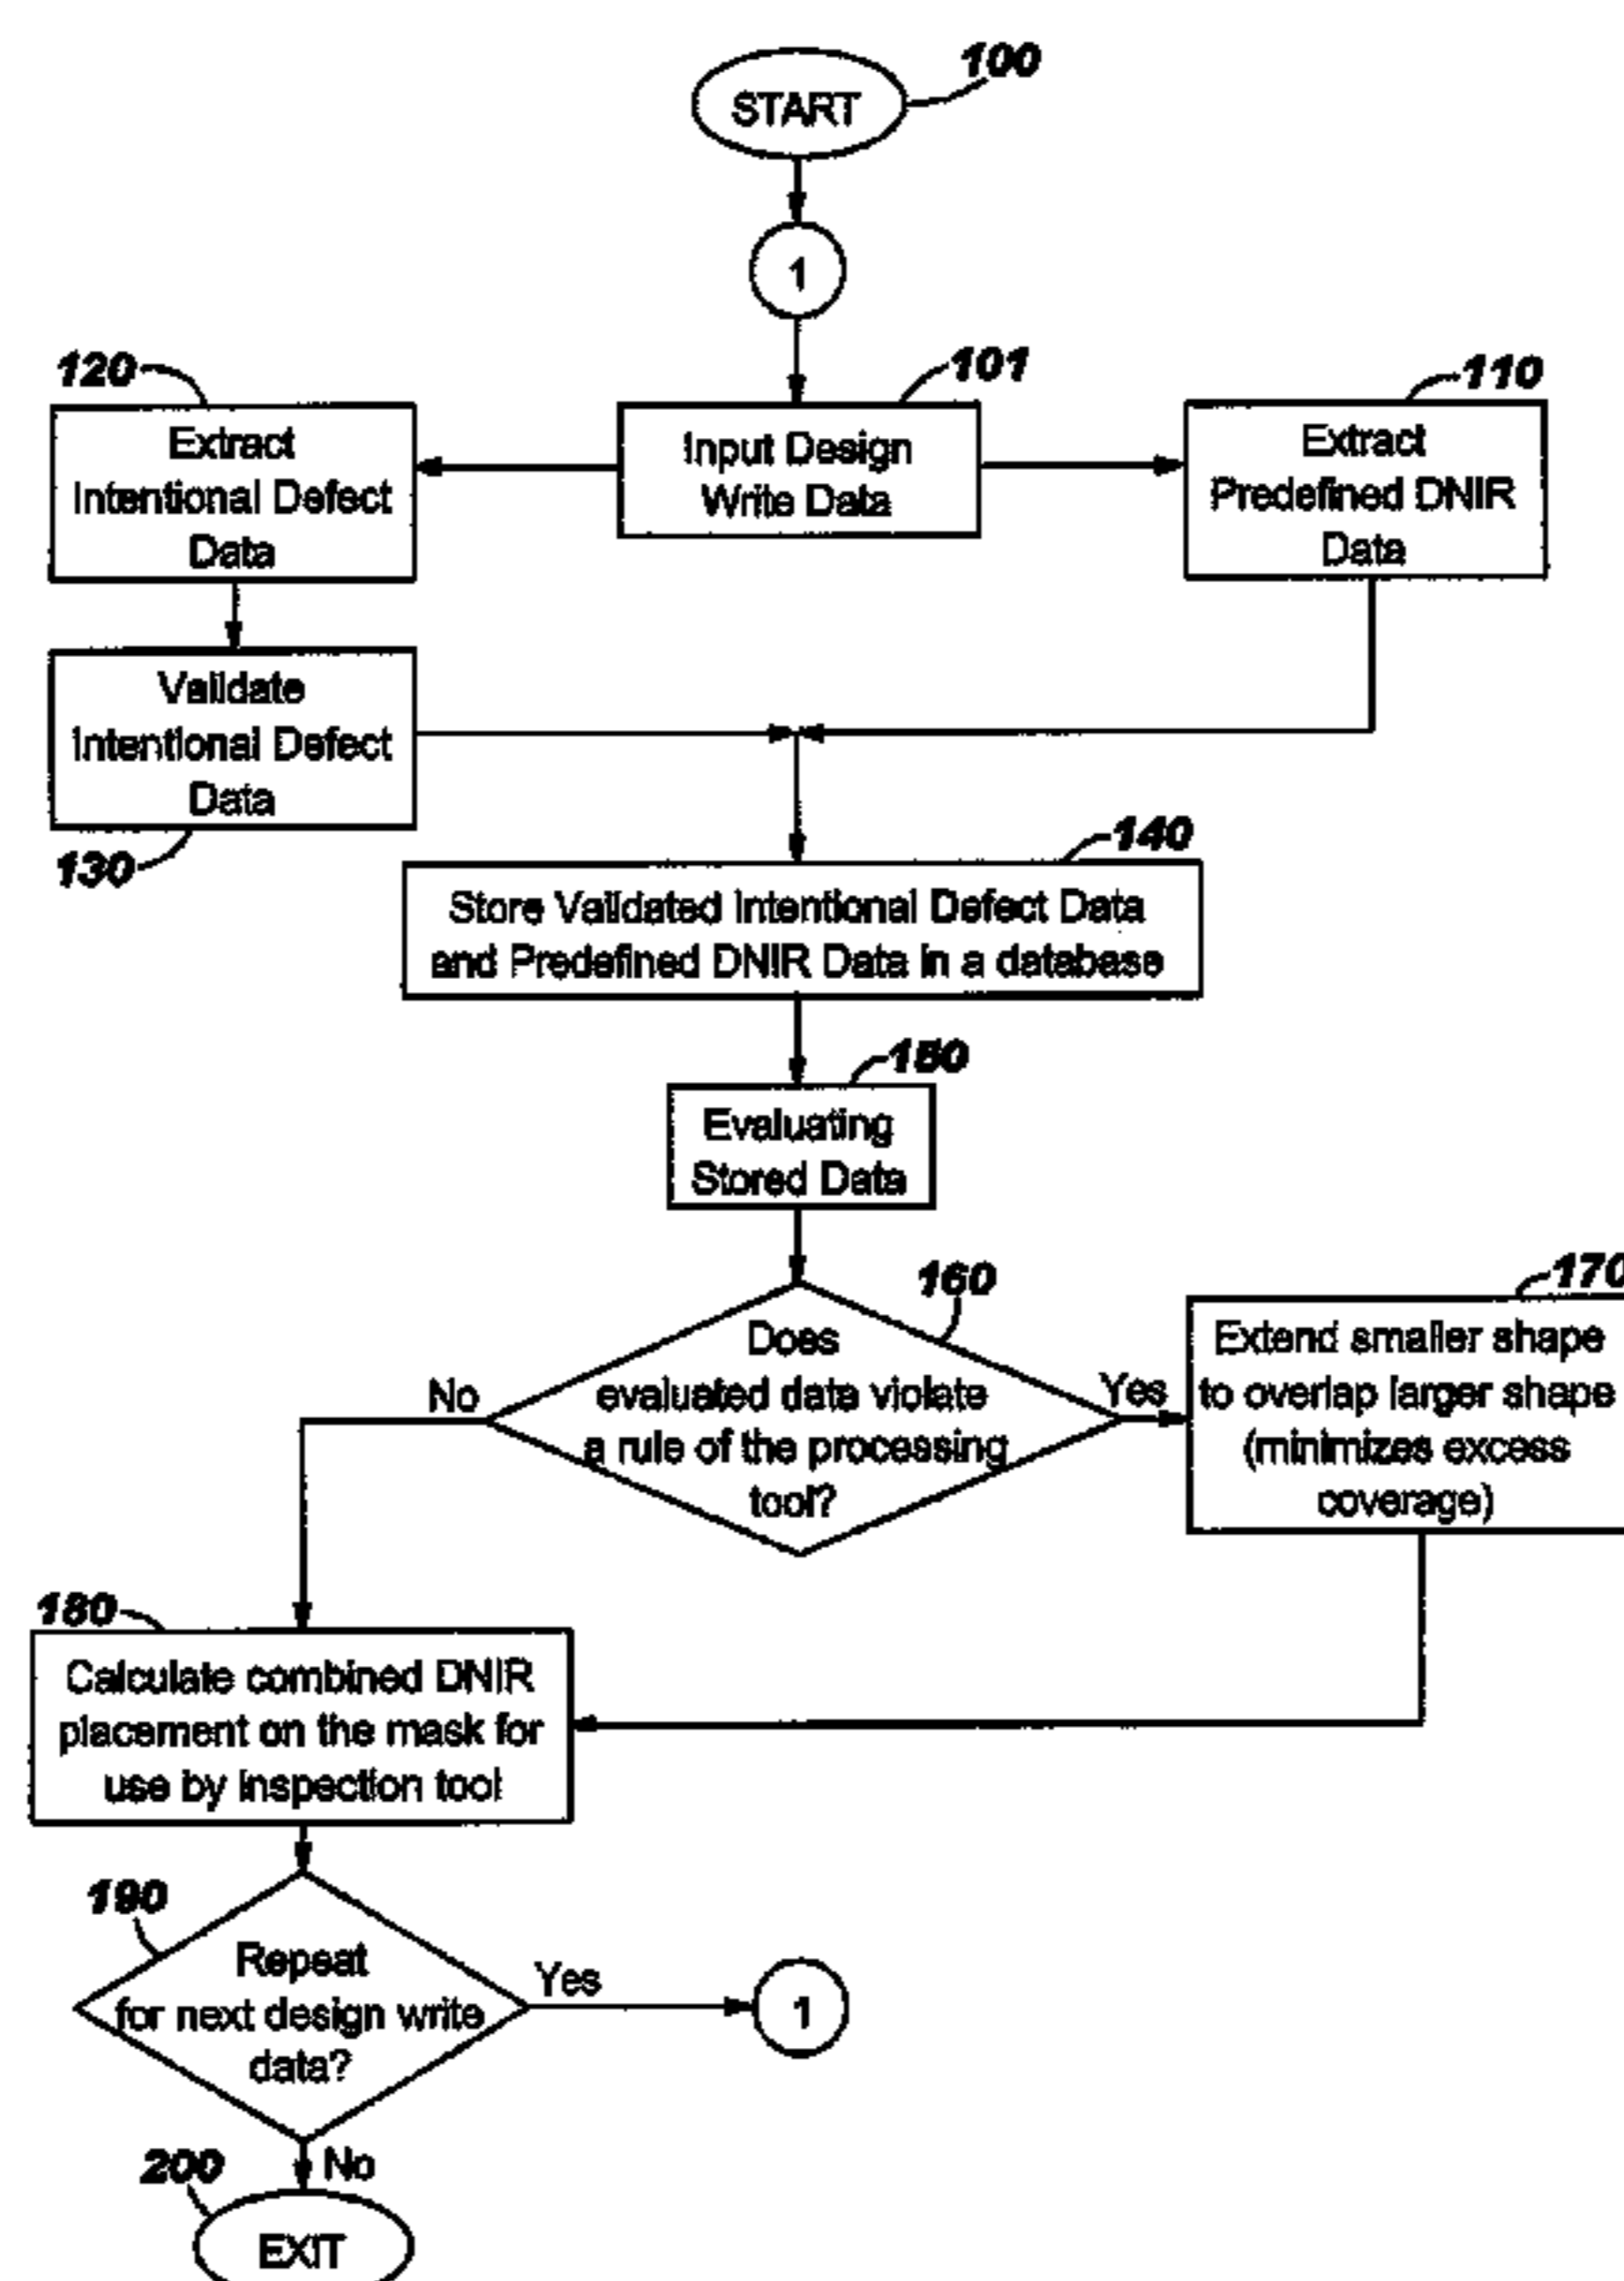 100
START
1
120
101
110
Extract
Intentional Defect
Data
Input Design
Write Data
Extract
Predefined DNIR
Data
Validate
Intentional Defect
Data
130
140
Store Validated Intentional Defect Data
and Predefined DNIR Data in a database
150
Evaluating
Stored Data
160
170
Does
evaluated data violate
a rule of the processing
tool?
No
Yes
Extend smaller shape
to overlap larger shape
(minimizes excess
coverage)
180
Calculate combined DNIR
placement on the mask for
use by inspection tool
190
Repeat
for next design write
data?
Yes
1
No
200
EXIT